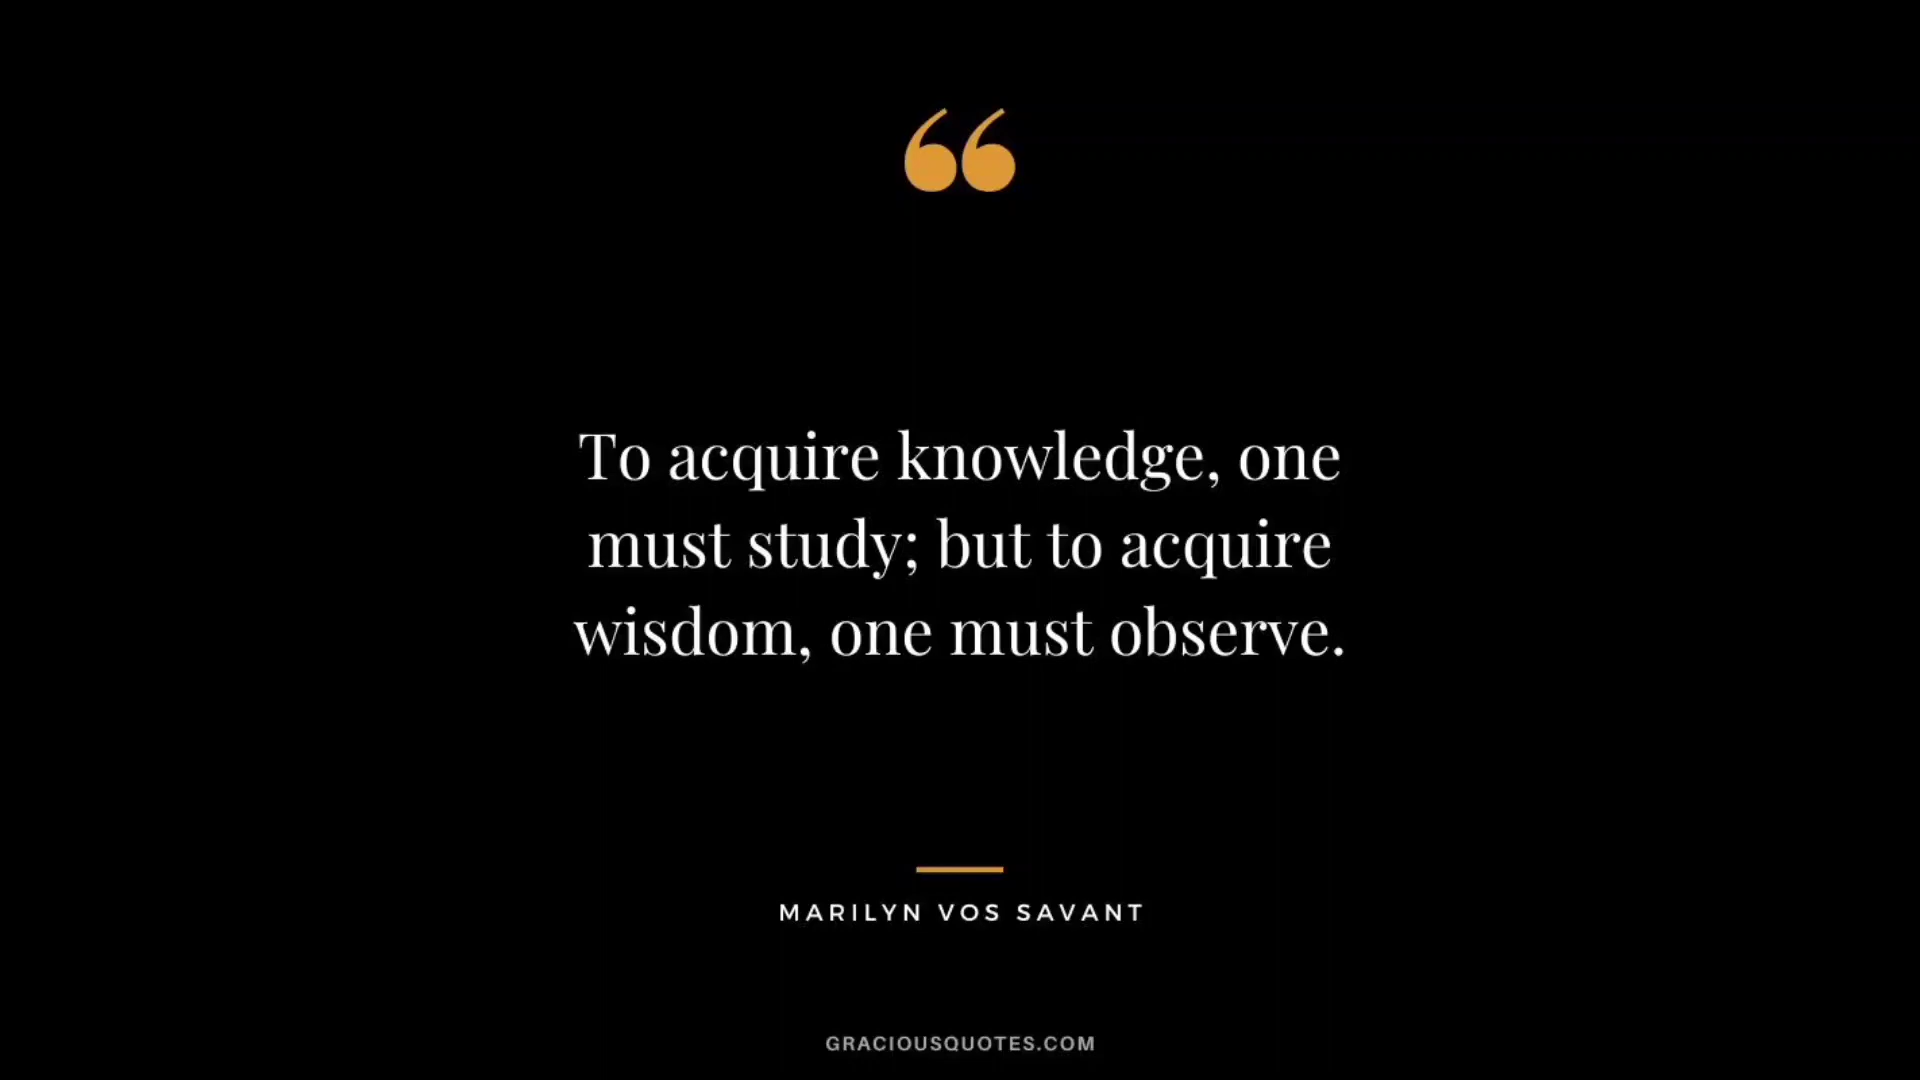 “
To acquire knowledge, one
must study; but to acquire
wisdom, one must observe.
MARILYN VOS SAVANT
GRACIOUSQUOTES.COM